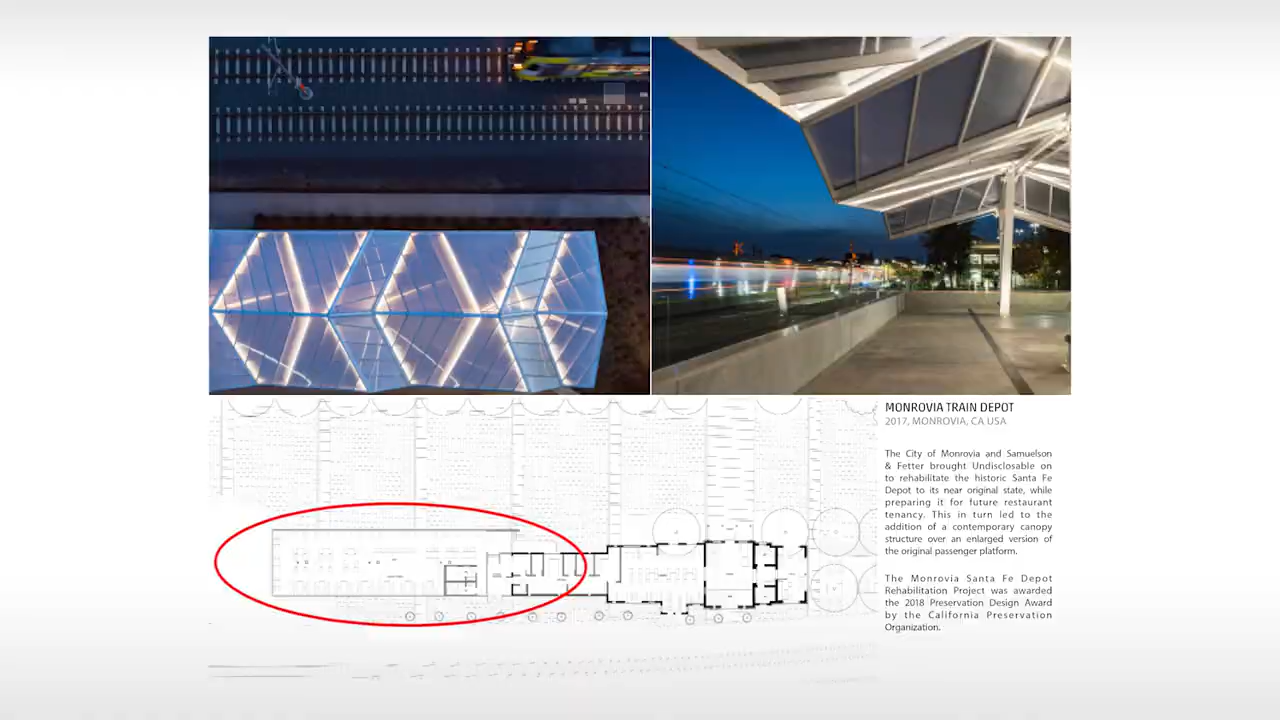 MONROVIA TRAIN DEPOT
2017, MONROVIA, CA USA
The City of Monrovia and Samuelson
& Fetter brought Undisclosable on
to rehabilitate the historic Santa Fe
Depot to its near original state, while
preparing it for future restaurant
tenancy. This in turn led to the
addition of a contemporary canopy
structure over an enlarged version of
the original passenger platform.
The Monrovia Santa Fe Depot
Rehabilitation Project was awarded
the 2018 Preservation Design Award
by the California Preservation
Organization.